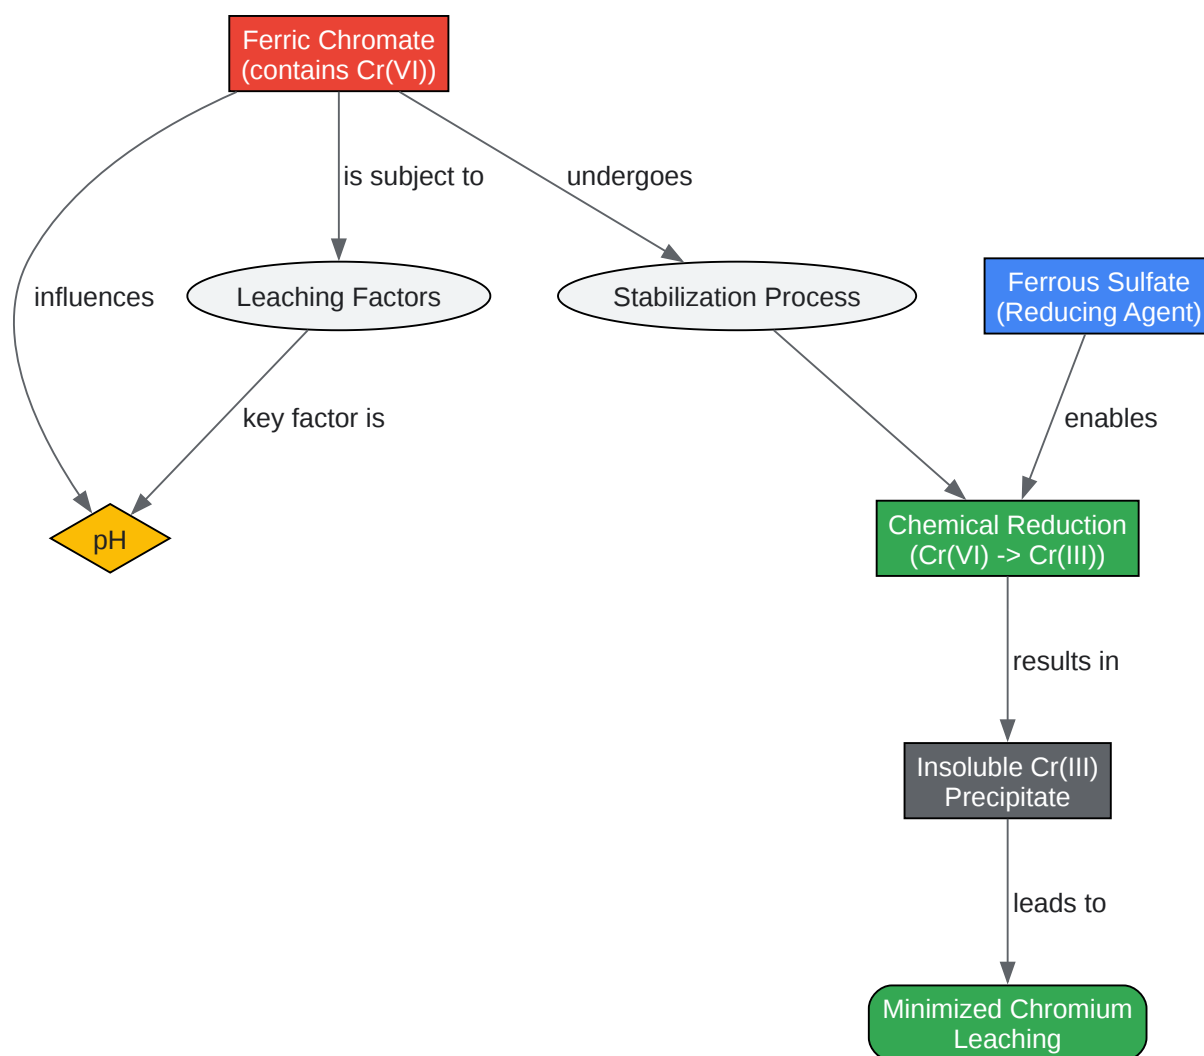 Ferric Chromate
(contains Cr(VI))
is subject to
undergoes
influences
Leaching Factors
Stabilization Process
Ferrous Sulfate
(Reducing Agent)
key factor is
enables
pH
Chemical Reduction
(Cr(VI) -> Cr(III))
results in
Insoluble Cr(III)
Precipitate
leads to
Minimized Chromium
Leaching